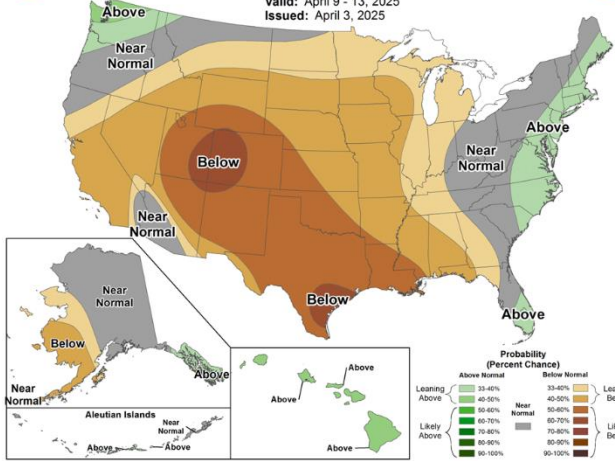 Valid: April 9 - 13, 2025
Issued: April 3, 2025
Above
Near
Normal
Below
Near
Normal
Above
Near
Normal
Below
Above
Near
Normal
Below
Near
Normal
Above
Aleutian Islands
Near
Normal
Above
Above
Above
Above
Above
Above
Probability
(Percent Chance)
Above Normal
Below Normal
Leaning
Above
33-40%
40-50%
Likely
Above
50-60%
60-70%
70-80%
80-90%
90-100%
Near
Normal
33-40%
40-50%
50-60%
60-70%
70-80%
80-90%
90-100%